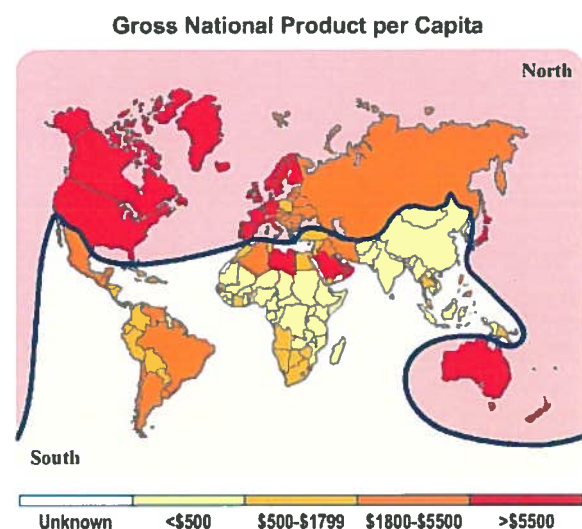 Gross National Product per Capita
North
South
Unknown <$500 $500-$1799 $1800-$5500 >$5500